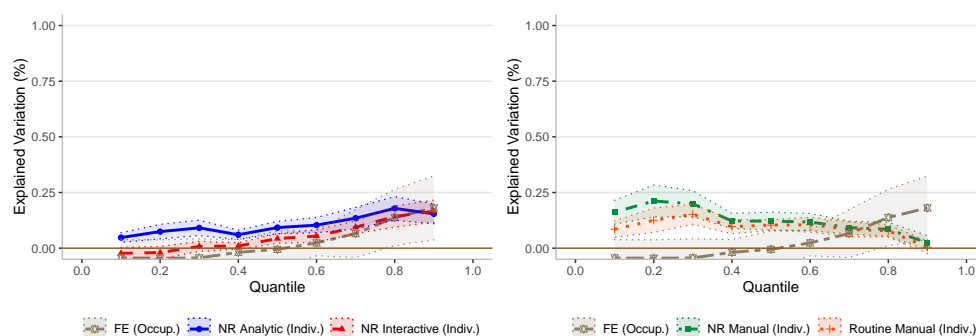 Explained Variation (%)
1.00
0.75
0.50
0.25
0.00
0.0 0.2 0.4 0.6 0.8 1.0
Quantile
FE (Occup.) NR Analytic (Indiv.) NR Interactive (Indiv.)
Explained Variation (%)
1.00
0.75
0.50
0.25
0.00
0.0 0.2 0.4 0.6 0.8 1.0
Quantile
FE (Occup.) NR Manual (Indiv.) Routine Manual (Indiv.)